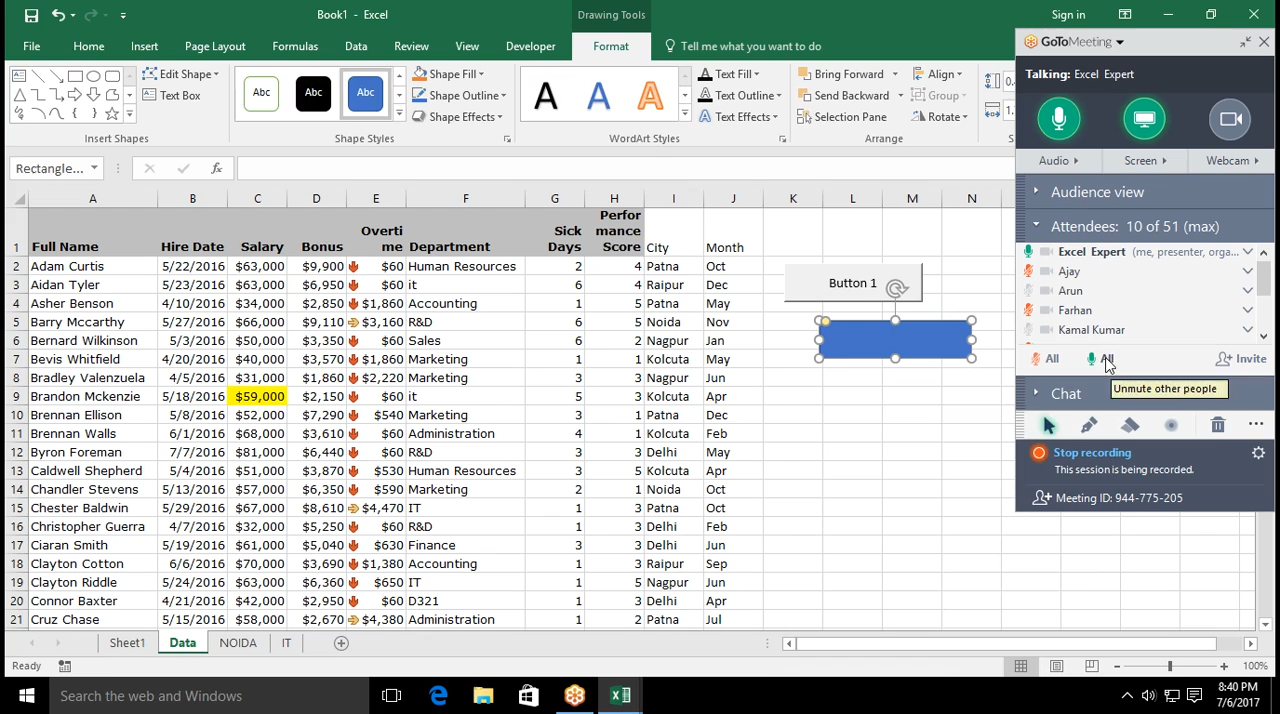 Book1 - Excel
Drawing Tools
Sign in
File Home Insert Page Layout Formulas Data Review View Developer Format Tell me what you want to do
Edit Shape
Text Box
Insert Shapes
Abc Abc Abc
Shape Fill
Shape Outline
Shape Effects
Shape Styles
A A A
Text Fill
Text Outline
Text Effects
WordArt Styles
Bring Forward
Send Backward
Selection Pane
Align
Group
Rotate
Arrange
Rectangle...
fx
A B C D E F G H I J K L M N
1 Full Name Hire Date Salary Bonus Overti me Department Sick Days Perfor mance Score City Month
2 Adam Curtis 5/22/2016 $63,000 $9,900 $60 Human Resources 2 4 Patna Oct
3 Aidan Tyler 5/23/2016 $63,000 $6,950 $60 it 6 4 Raipur Dec
4 Asher Benson 4/10/2016 $34,000 $2,850 $1,860 Accounting 1 5 Patna May
5 Barry Mccarthy 5/27/2016 $66,000 $9,110 $3,160 R&D 6 5 Noida Nov
6 Bernard Wilkinson 5/3/2016 $50,000 $3,350 $60 Sales 6 2 Nagpur Jan
7 Bevis Whitfield 4/20/2016 $40,000 $3,570 $1,860 Marketing 1 1 Kolcuta May
8 Bradley Valenzuela 4/5/2016 $31,000 $1,860 $2,220 Marketing 3 3 Nagpur Jun
9 Brandon Mckenzie 5/18/2016 $59,000 $2,150 $60 it 5 3 Kolcuta Apr
10 Brennan Ellison 5/8/2016 $52,000 $7,290 $540 Marketing 3 1 Patna Dec
11 Brennan Walls 6/1/2016 $68,000 $3,610 $60 Administration 4 1 Kolcuta Feb
12 Byron Foreman 7/7/2016 $81,000 $6,440 $60 R&D 3 3 Delhi May
13 Caldwell Shepherd 5/4/2016 $51,000 $3,870 $530 Human Resources 3 5 Kolcuta Apr
14 Chandler Stevens 5/13/2016 $57,000 $6,350 $590 Marketing 2 1 Noida Oct
15 Chester Baldwin 5/29/2016 $67,000 $8,610 $4,470 IT 1 3 Patna Oct
16 Christopher Guerra 4/7/2016 $32,000 $5,250 $60 R&D 1 3 Delhi Feb
17 Ciaran Smith 5/19/2016 $61,000 $5,040 $630 Finance 3 3 Delhi Jun
18 Clayton Cotton 6/6/2016 $70,000 $3,690 $1,380 Accounting 1 3 Raipur Sep
19 Clayton Riddle 5/24/2016 $63,000 $6,360 $650 IT 1 5 Nagpur Jun
20 Connor Baxter 4/21/2016 $42,000 $2,950 $60 D321 1 3 Delhi Apr
21 Cruz Chase 5/15/2016 $58,000 $2,670 $4,380 Administration 1 2 Patna Jul
Button 1
GoToMeeting
Talking: Excel Expert
Audio Screen Webcam
Audience view
Attendees: 10 of 51 (max)
Excel Expert (me, presenter, orga...
Ajay
Arun
Farhan
Kamal Kumar
All All Invite
Unmute other people
Chat
Stop recording
This session is being recorded.
Meeting ID: 944-775-205
Sheet1 Data NOIDA IT
Ready
100%
Search the web and Windows
8:40 PM
7/6/2017